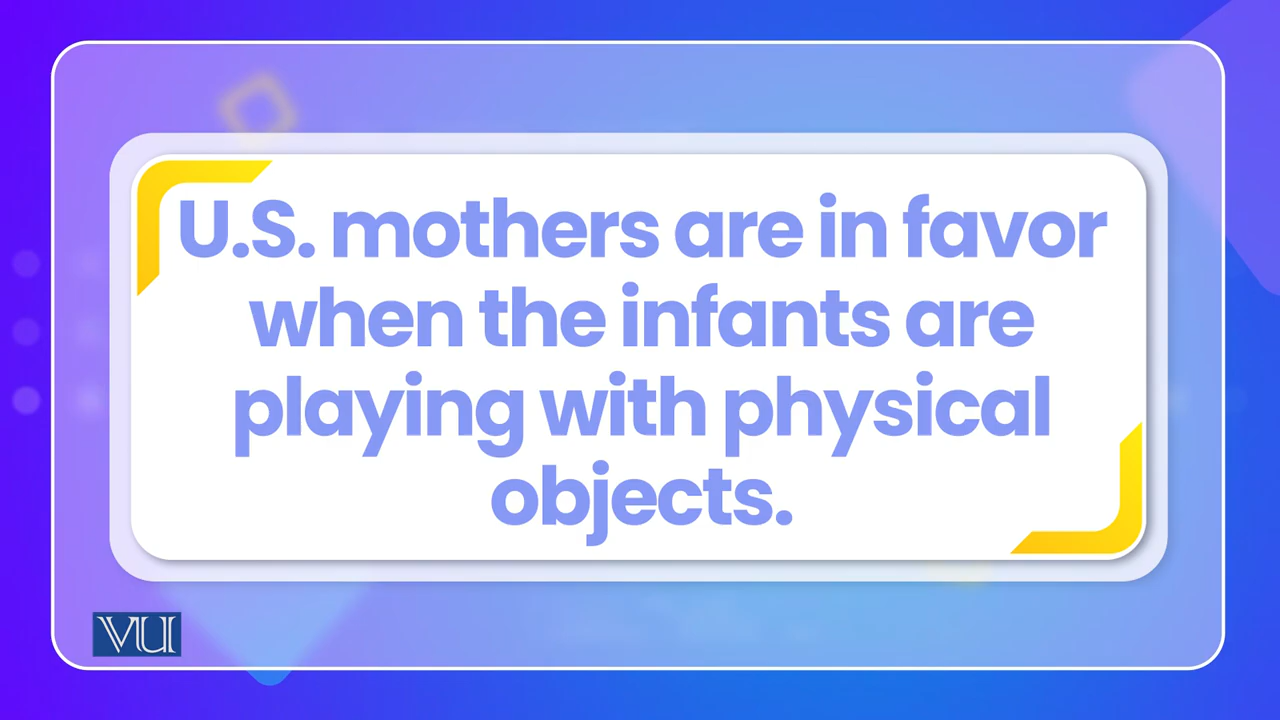 U.S. mothers are in favor
when the infants are
playing with physical
objects.
VU